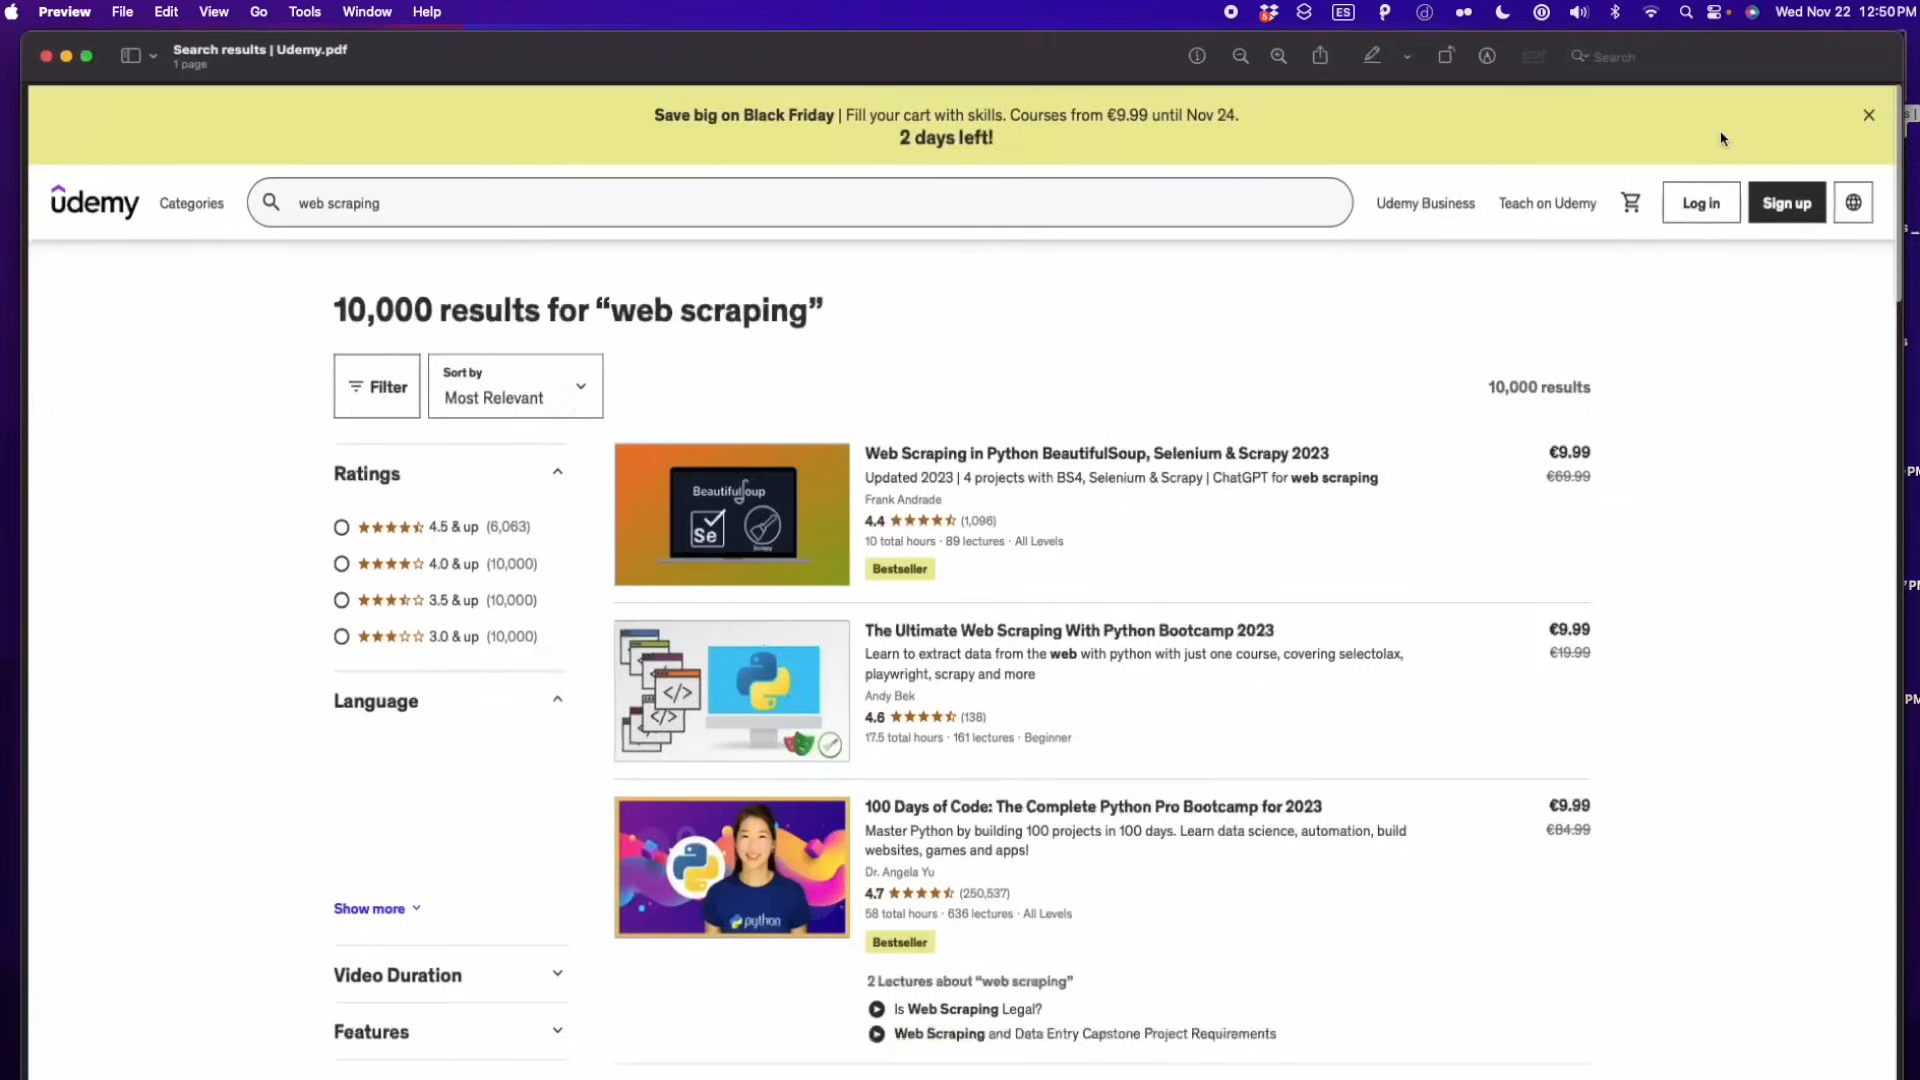 Preview File Edit View Go Tools Window Help
ES
Wed Nov 22 12:50PM
Search results | Udemy.pdf
1 page
Search
Save big on Black Friday | Fill your cart with skills. Courses from €9.99 until Nov 24.
2 days left!
udemy
Categories
web scraping
Udemy Business
Teach on Udemy
Log in
Sign up
10,000 results for “web scraping”
Filter
Sort by
Most Relevant
10,000 results
Ratings
4.5 & up (6,063)
4.0 & up (10,000)
3.5 & up (10,000)
3.0 & up (10,000)
Language
Show more
Video Duration
Features
BeautifulSoup
Se
Scrapy
Web Scraping in Python BeautifulSoup, Selenium & Scrapy 2023
€9.99
Updated 2023 | 4 projects with BS4, Selenium & Scrapy | ChatGPT for web scraping
€69.99
Frank Andrade
4.4 (1,096)
10 total hours · 89 lectures · All Levels
Bestseller
</>
</>
The Ultimate Web Scraping With Python Bootcamp 2023
€9.99
Learn to extract data from the web with python with just one course, covering selectolax,
€19.99
playwright, scrapy and more
Andy Bek
4.6 (138)
17.5 total hours · 161 lectures · Beginner
python
100 Days of Code: The Complete Python Pro Bootcamp for 2023
€9.99
Master Python by building 100 projects in 100 days. Learn data science, automation, build
€84.99
websites, games and apps!
Dr. Angela Yu
4.7 (250,537)
58 total hours · 636 lectures · All Levels
Bestseller
2 Lectures about “web scraping”
Is Web Scraping Legal?
Web Scraping and Data Entry Capstone Project Requirements